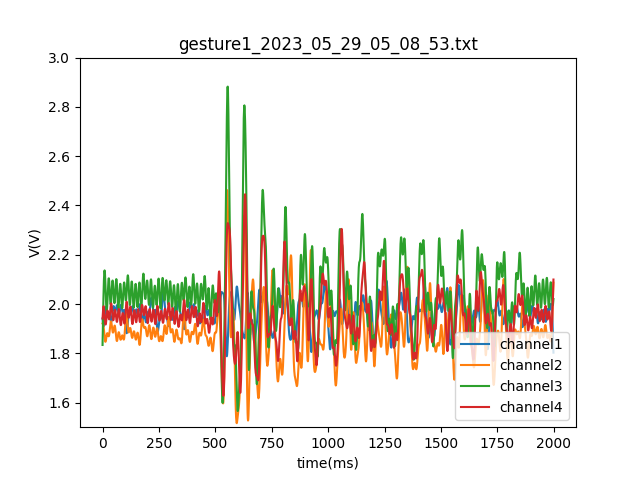 gesture1_2023_05_29_05_08_53.txt
3.0
2.8
2.6
2.4
2.2
2.0
1.8
1.6
V(V)
0 250 500 750 1000 1250 1500 1750 2000
time(ms)
channel1
channel2
channel3
channel4